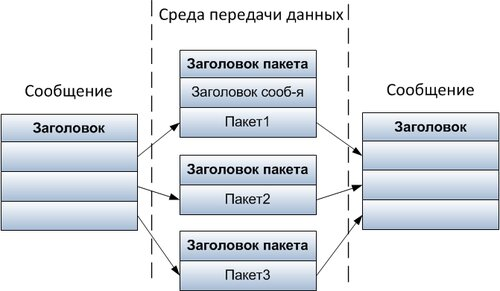 Среда передачи данных
Сообщение
Заголовок
Заголовок пакета
Заголовок сооб-я
Пакет1
Заголовок пакета
Пакет2
Заголовок пакета
Пакет3
Сообщение
Заголовок